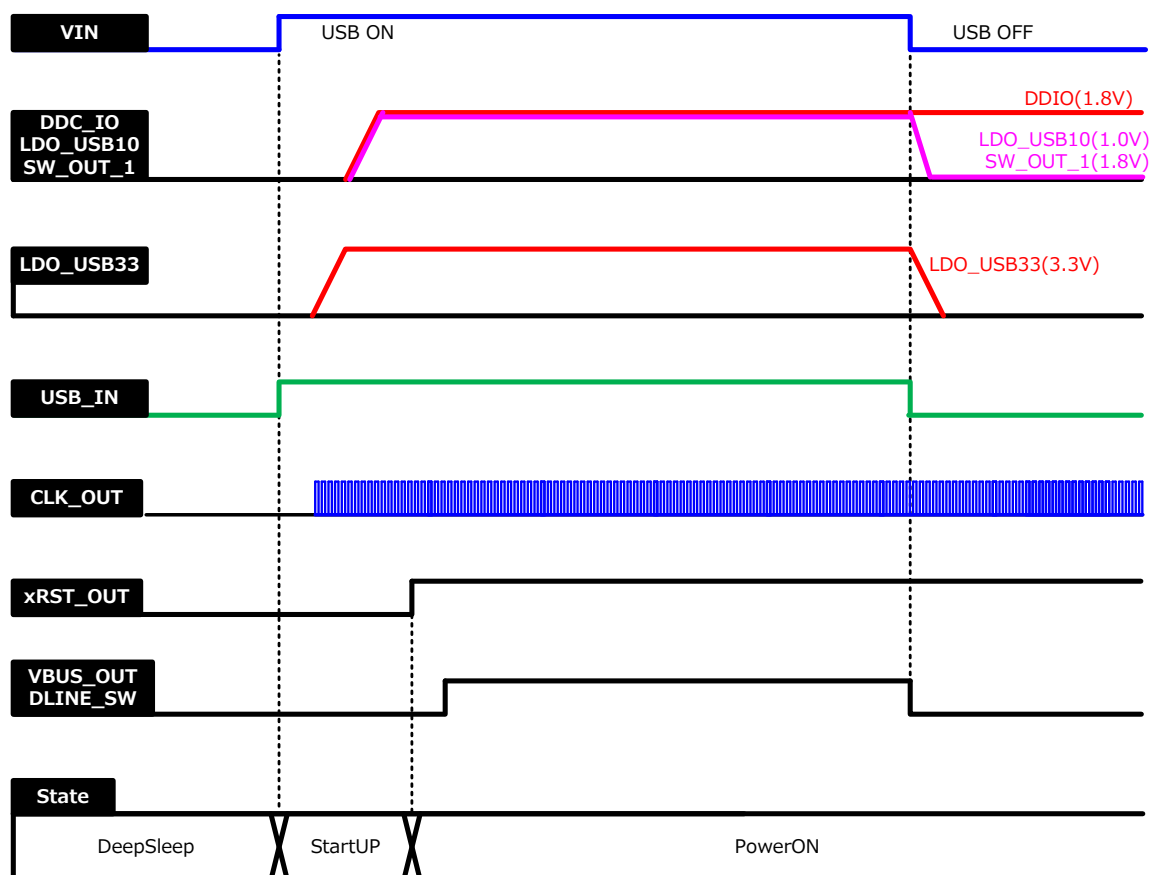 VIN
USB ON
USB OFF
DDC_IO
LDO_USB10
SW_OUT_1
DDIO(1.8V)
LDO_USB10(1.0V)
SW_OUT_1(1.8V)
LDO_USB33
LDO_USB33(3.3V)
USB_IN
CLK_OUT
xRST_OUT
VBUS_OUT
DLINE_SW
State
DeepSleep
StartUP
PowerON